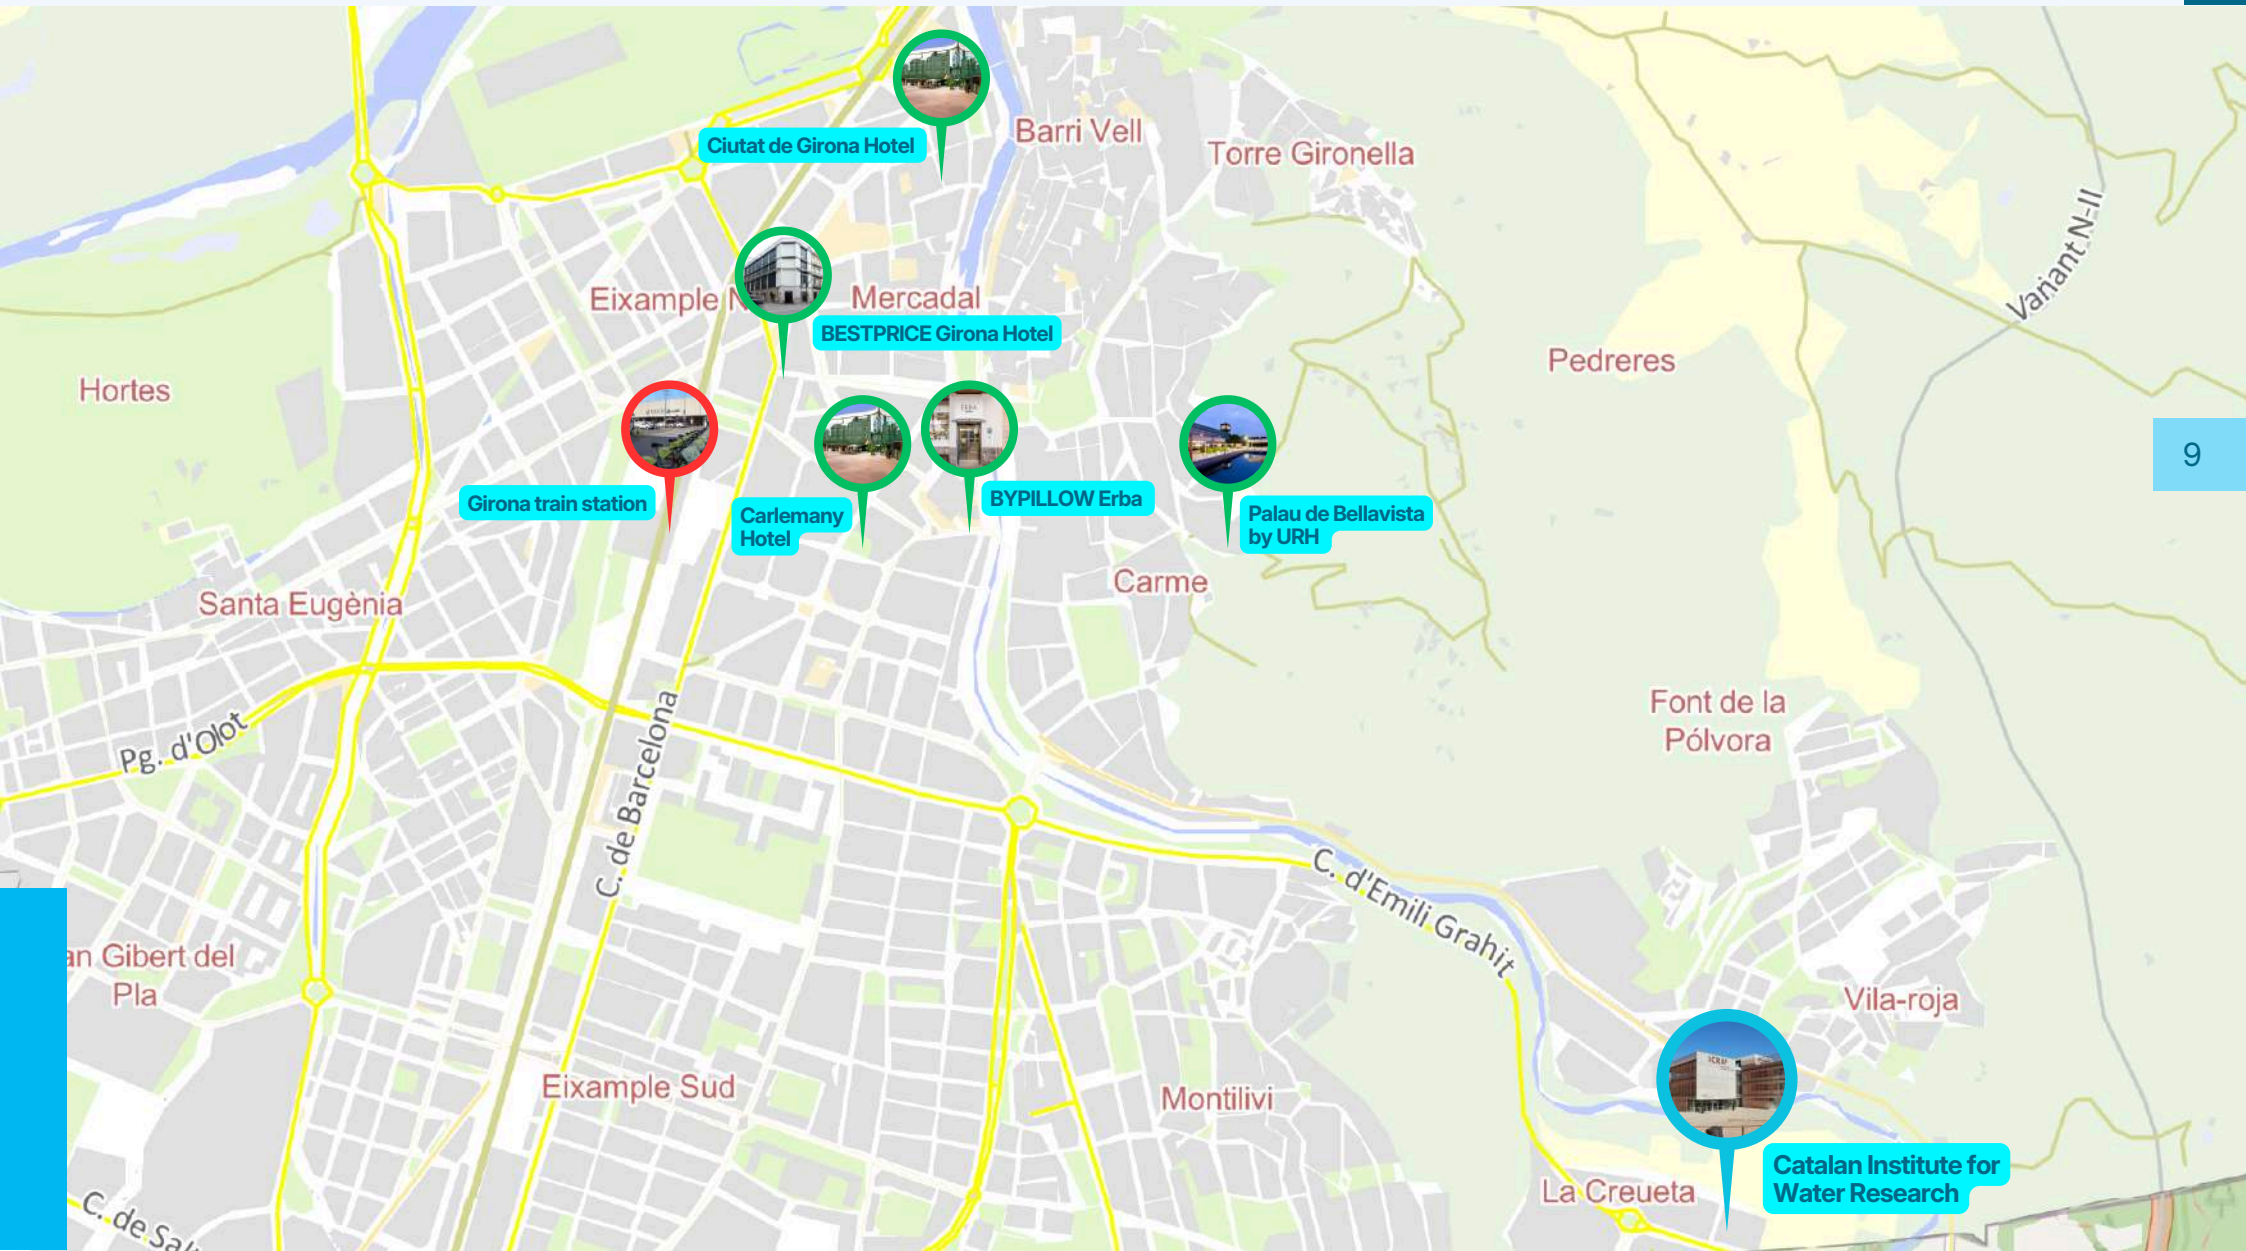 Barri Vell
Ciutat de Girona Hotel
Torre Gironella
Variant N-II
Eixample N
Mercadal
BESTPRICE Girona Hotel
Pedreres
Hortes
9
Girona train station
Carlemany
Hotel
BYPILLOW Erba
Palau de Bellavista
by URH
Carme
Santa Eugènia
Font de la
Pólvora
Pg. d'Olot
C. de Barcelona
C. d'Emili Grahit
an Gibert del
Pla
Vila-roja
Eixample Sud
Montilivi
Catalan Institute for
Water Research
La Creueta
C. de Sal